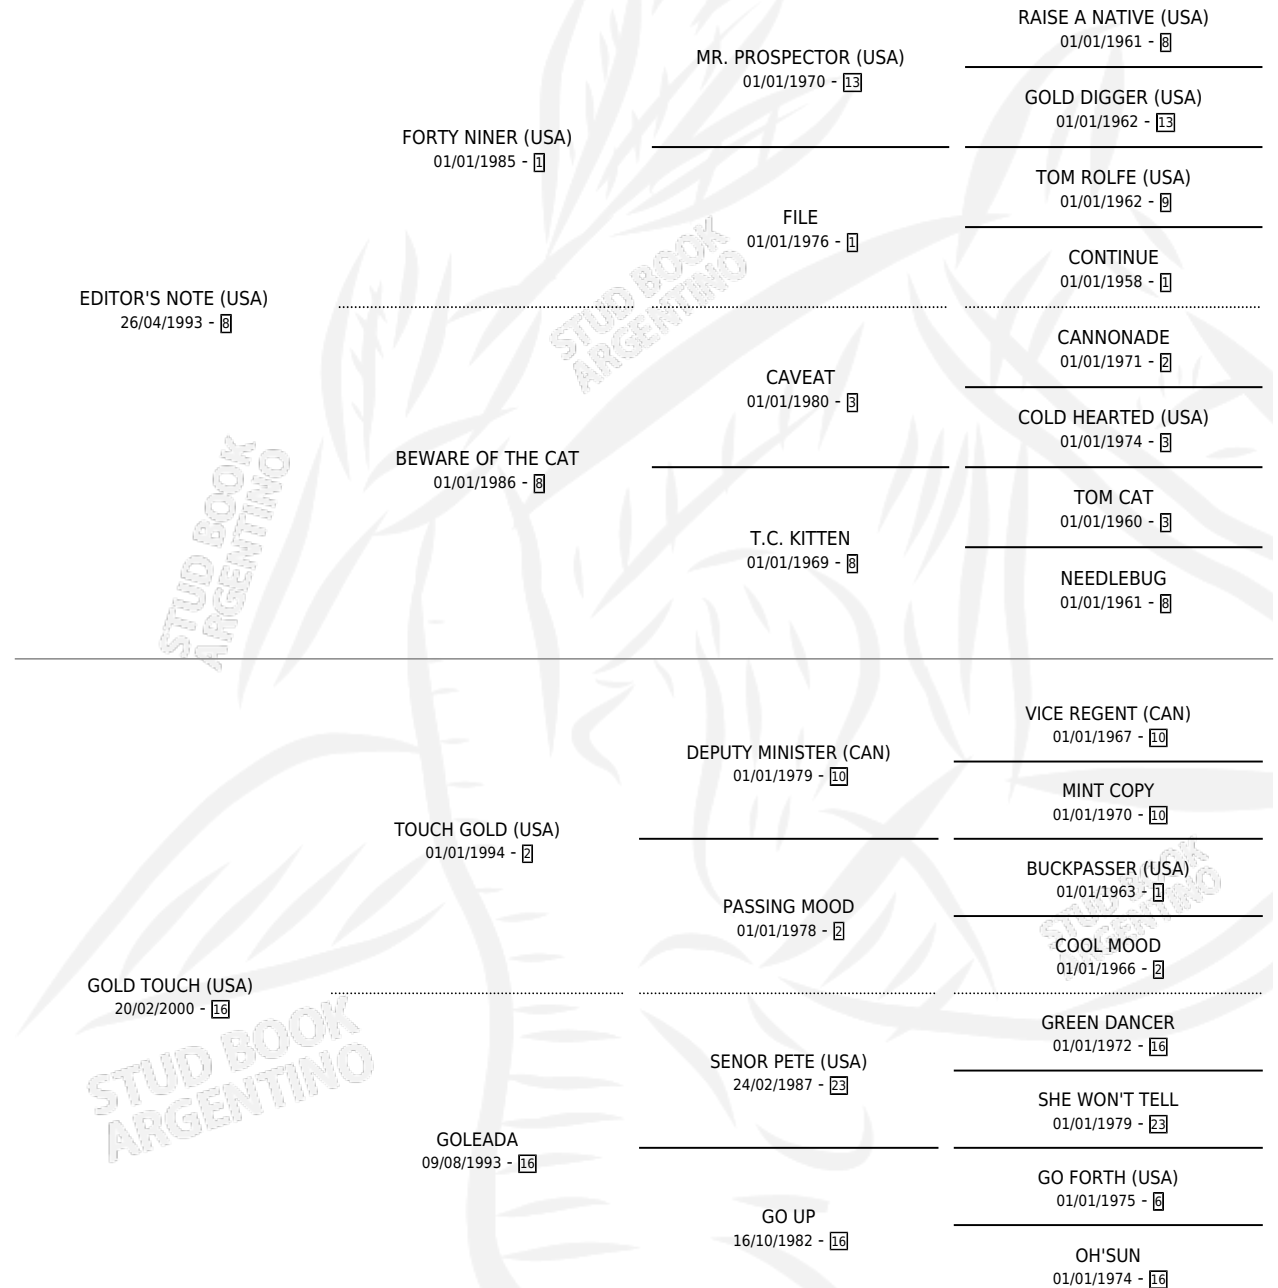 RAISE A NATIVE (USA)
01/01/1961 - 8
MR. PROSPECTOR (USA)
01/01/1970 - 13
GOLD DIGGER (USA)
01/01/1962 - 13
FORTY NINER (USA)
01/01/1985 - 1
TOM ROLFE (USA)
01/01/1962 - 9
FILE
01/01/1976 - 1
CONTINUE
01/01/1958 - 1
EDITOR'S NOTE (USA)
26/04/1993 - 8
CANNONADE
01/01/1971 - 2
CAVEAT
01/01/1980 - 3
COLD HEARTED (USA)
01/01/1974 - 3
BEWARE OF THE CAT
01/01/1986 - 8
TOM CAT
01/01/1960 - 3
T.C. KITTEN
01/01/1969 - 8
NEEDLEBUG
01/01/1961 - 8
STUD BOOK
ARGENTINO
STUD BOOK
ARGENTINO
VICE REGENT (CAN)
01/01/1967 - 10
DEPUTY MINISTER (CAN)
01/01/1979 - 10
MINT COPY
01/01/1970 - 10
TOUCH GOLD (USA)
01/01/1994 - 2
BUCKPASSER (USA)
01/01/1963 - 1
PASSING MOOD
01/01/1978 - 2
COOL MOOD
01/01/1966 - 2
GOLD TOUCH (USA)
20/02/2000 - 16
GREEN DANCER
01/01/1972 - 16
SENOR PETE (USA)
24/02/1987 - 23
SHE WON'T TELL
01/01/1979 - 23
GOLEADA
09/08/1993 - 16
GO FORTH (USA)
01/01/1975 - 6
GO UP
16/10/1982 - 16
OH'SUN
01/01/1974 - 16
STUD BOOK
ARGENTINO
STUD BOOK
ARGENTINO